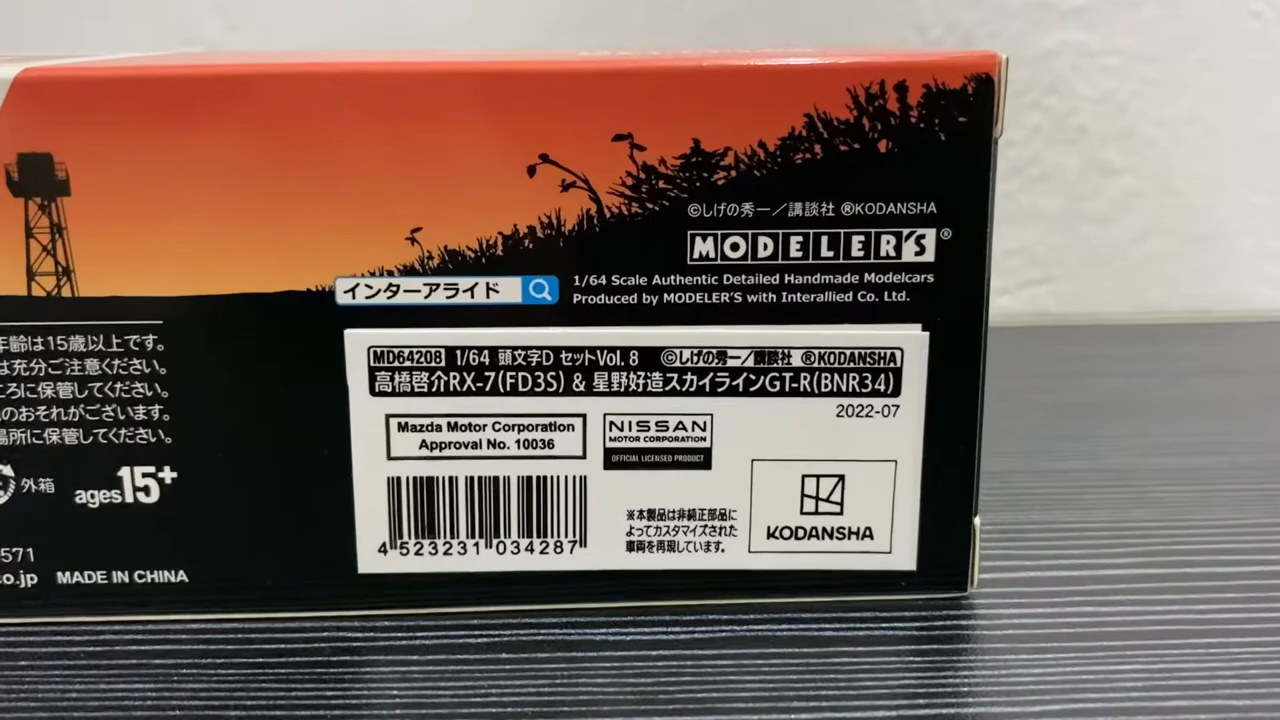 ©しげの秀一／講談社 ®KODANSHA
MODELER'S®
インターアライド
1/64 Scale Authentic Detailed Handmade Modelcars
Produced by MODELER'S with Interallied Co. Ltd.
年齢は15歳以上です。
は充分ご注意ください。
ころに保管してください。
のおそれがございます。
場所に保管してください。
外箱
ages15+
571
co.jp MADE IN CHINA
MD64208 1/64 頭文字D セットVol. 8 ©しげの秀一／講談社 ®KODANSHA
高橋啓介RX-7(FD3S) & 星野好造スカイラインGT-R(BNR34)
2022-07
Mazda Motor Corporation
Approval No. 10036
NISSAN
MOTOR CORPORATION
OFFICIAL LICENSED PRODUCT
4 523231 034287
※本製品は非純正部品に
よってカスタマイズされた
車両を再現しています。
KODANSHA